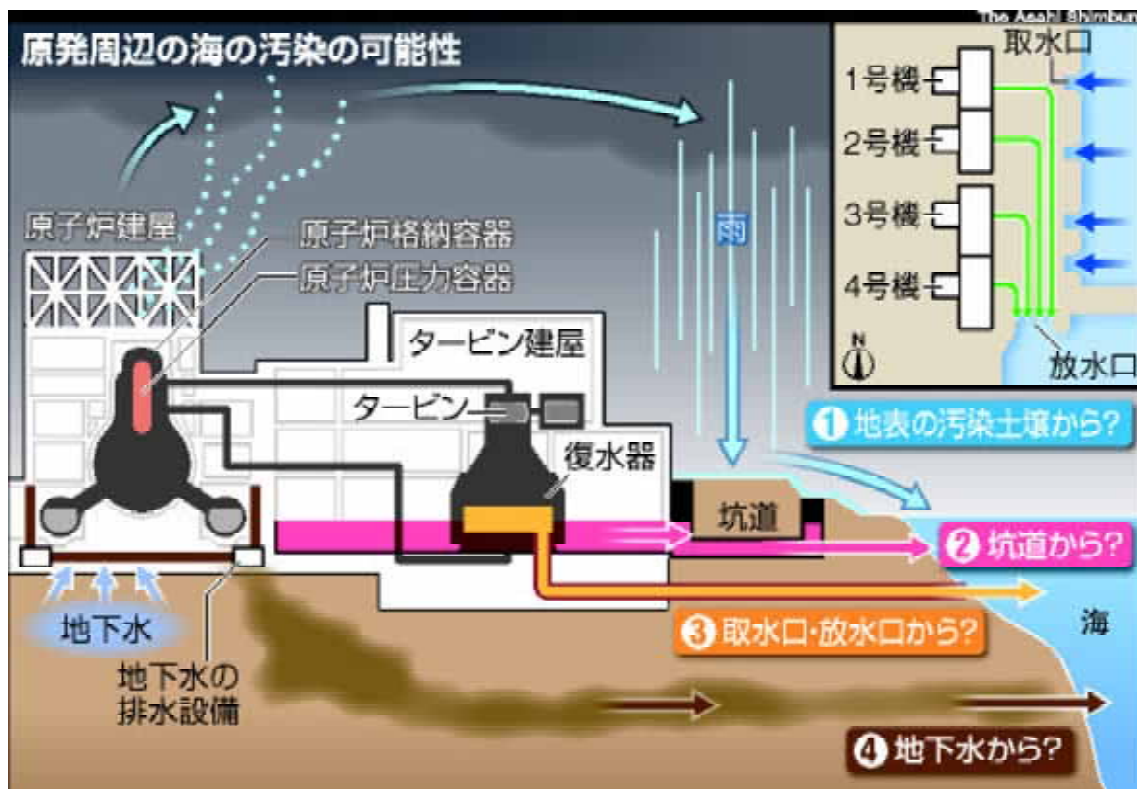 The Asahi Shimbun
原発周辺の海の汚染の可能性
取水口
1号機
2号機
3号機
4号機
N
放水口
原子炉建屋
原子炉格納容器
原子炉圧力容器
雨
タービン建屋
タービン
復水器
❶地表の汚染土壌から?
坑道
❷坑道から?
❸取水口・放水口から?
海
地下水
地下水の
排水設備
❹地下水から?